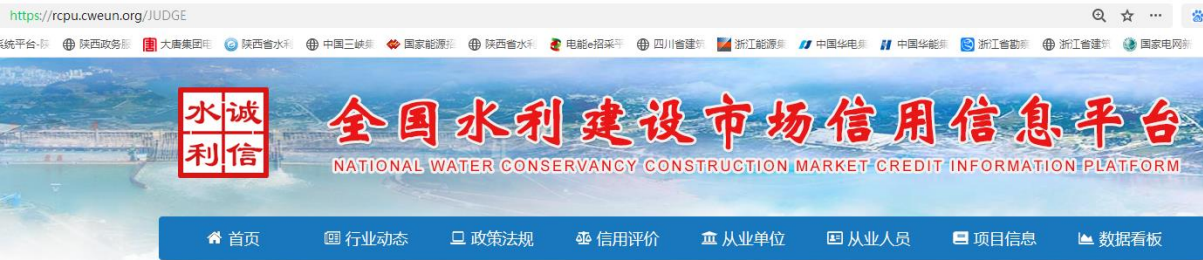 https://rcpu.cweun.org/JUDGE
系统平台-陕 陕西政务服 大唐集团电 陕西省水利 中国三峡集 国家能源招 陕西省水利 电能e招采平 四川省建筑 浙江能源集 中国华电集 中国华能集 浙江省勘察 浙江省建筑 国家电网新
水诚
利信
全国水利建设市场信用信息平台
NATIONAL WATER CONSERVANCY CONSTRUCTION MARKET CREDIT INFORMATION PLATFORM
首页 行业动态 政策法规 信用评价 从业单位 从业人员 项目信息 数据看板